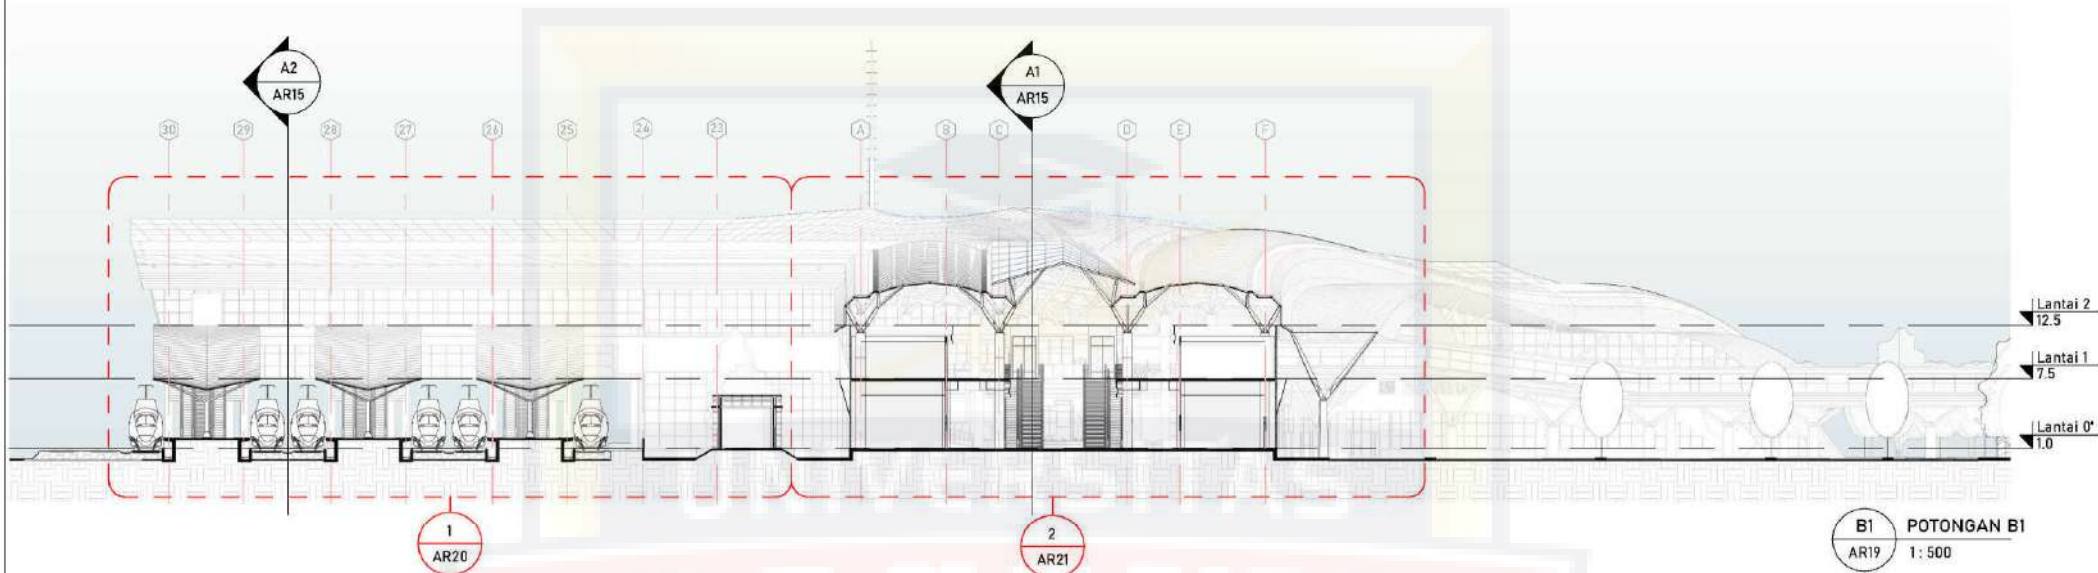 A2
AR15
A1
AR15
30
29
28
27
26
25
24
23
A
B
C
D
E
F
Lantai 2
12.5
Lantai 1
7.5
Lantai 0*
1.0
UNIVERSITAS
1
AR20
2
AR21
B1
AR19
POTONGAN B1
1 : 500